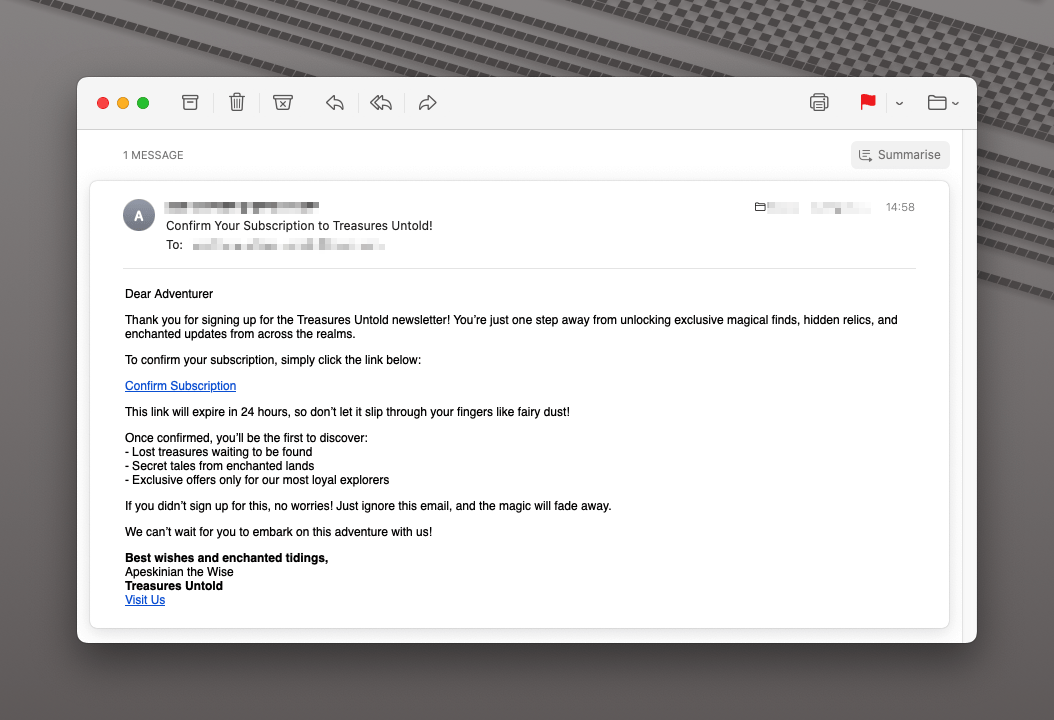 1 MESSAGE
Summarise
A
14:58
Confirm Your Subscription to Treasures Untold!
To:
Dear Adventurer
Thank you for signing up for the Treasures Untold newsletter! You’re just one step away from unlocking exclusive magical finds, hidden relics, and
enchanted updates from across the realms.
To confirm your subscription, simply click the link below:
Confirm Subscription
This link will expire in 24 hours, so don’t let it slip through your fingers like fairy dust!
Once confirmed, you’ll be the first to discover:
- Lost treasures waiting to be found
- Secret tales from enchanted lands
- Exclusive offers only for our most loyal explorers
If you didn’t sign up for this, no worries! Just ignore this email, and the magic will fade away.
We can’t wait for you to embark on this adventure with us!
Best wishes and enchanted tidings,
Apeskinian the Wise
Treasures Untold
Visit Us